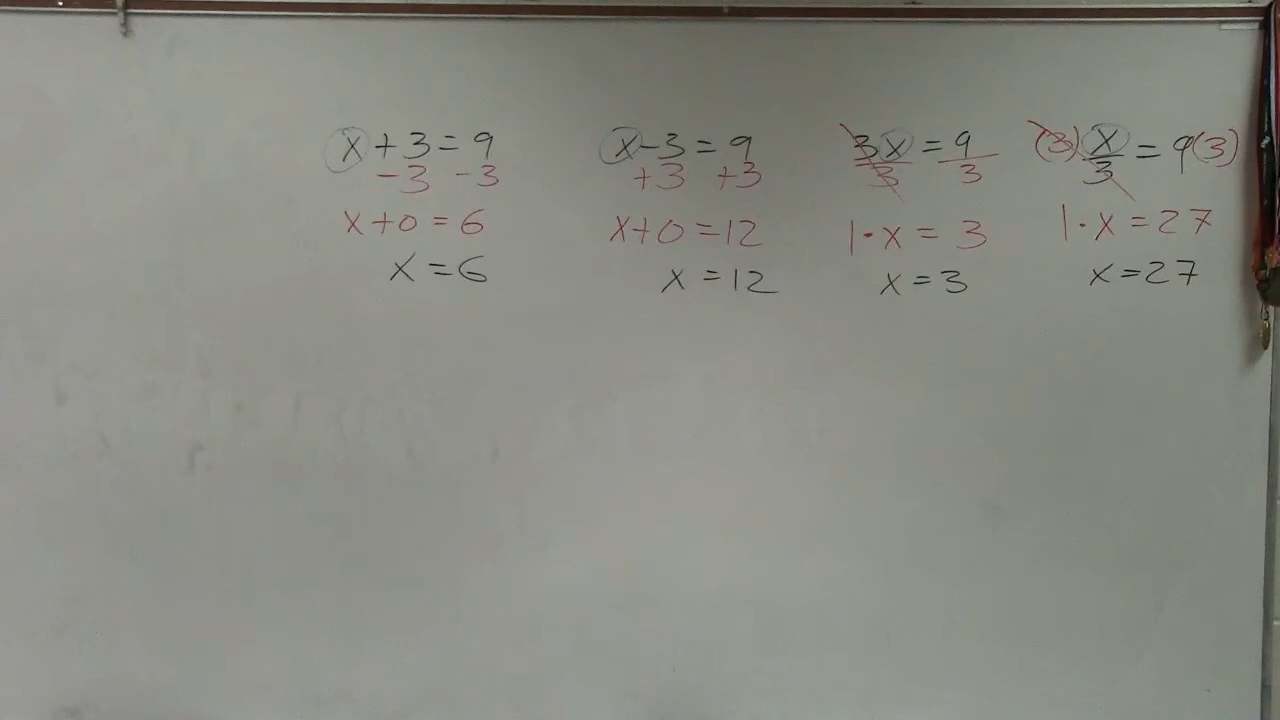 x + 3 = 9
- 3 - 3
x + 0 = 6
x = 6
x - 3 = 9
+3 +3
x + 0 = 12
x = 12
3x = 9
3 3
1 · x = 3
x = 3
(3) x = 9(3)
3
1 · x = 27
x = 27